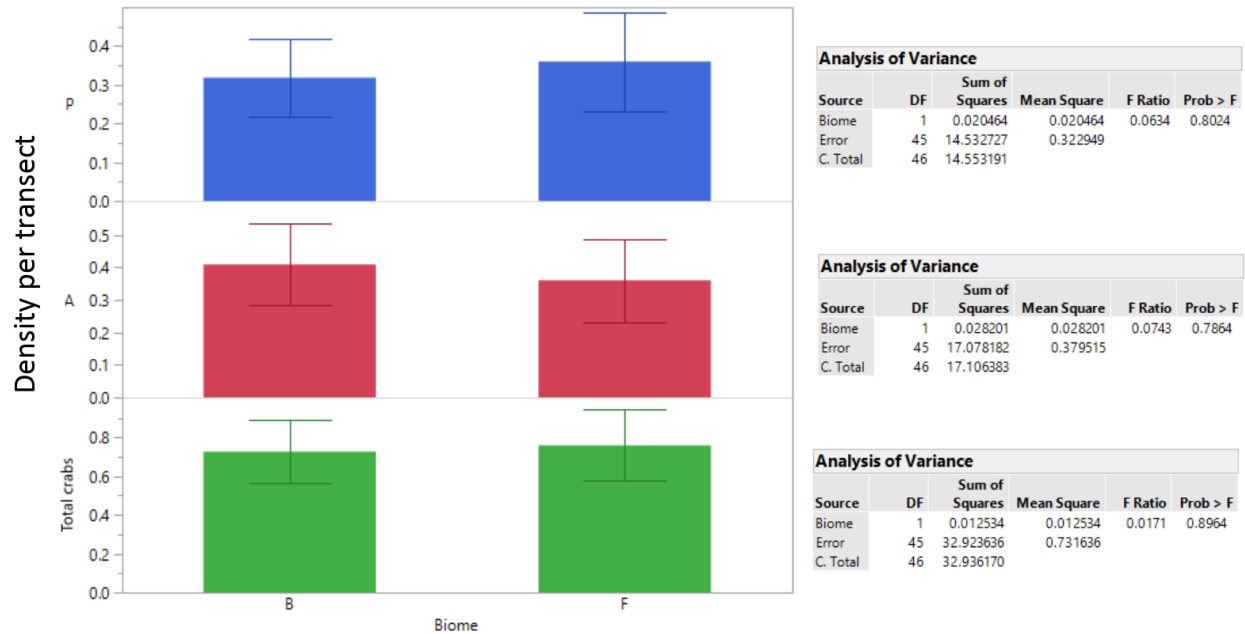 Density per transect
P
0.4
0.3
0.2
0.1
0.0
A
0.5
0.4
0.3
0.2
0.1
0.0
Total crabs
0.8
0.6
0.4
0.2
0.0
B F
Biome
Analysis of Variance
Sum of
Source DF Squares Mean Square F Ratio Prob > F
Biome 1 0.020464 0.020464 0.0634 0.8024
Error 45 14.532727 0.322949
C. Total 46 14.553191
Analysis of Variance
Sum of
Source DF Squares Mean Square F Ratio Prob > F
Biome 1 0.028201 0.028201 0.0743 0.7864
Error 45 17.078182 0.379515
C. Total 46 17.106383
Analysis of Variance
Sum of
Source DF Squares Mean Square F Ratio Prob > F
Biome 1 0.012534 0.012534 0.0171 0.8964
Error 45 32.923636 0.731636
C. Total 46 32.936170